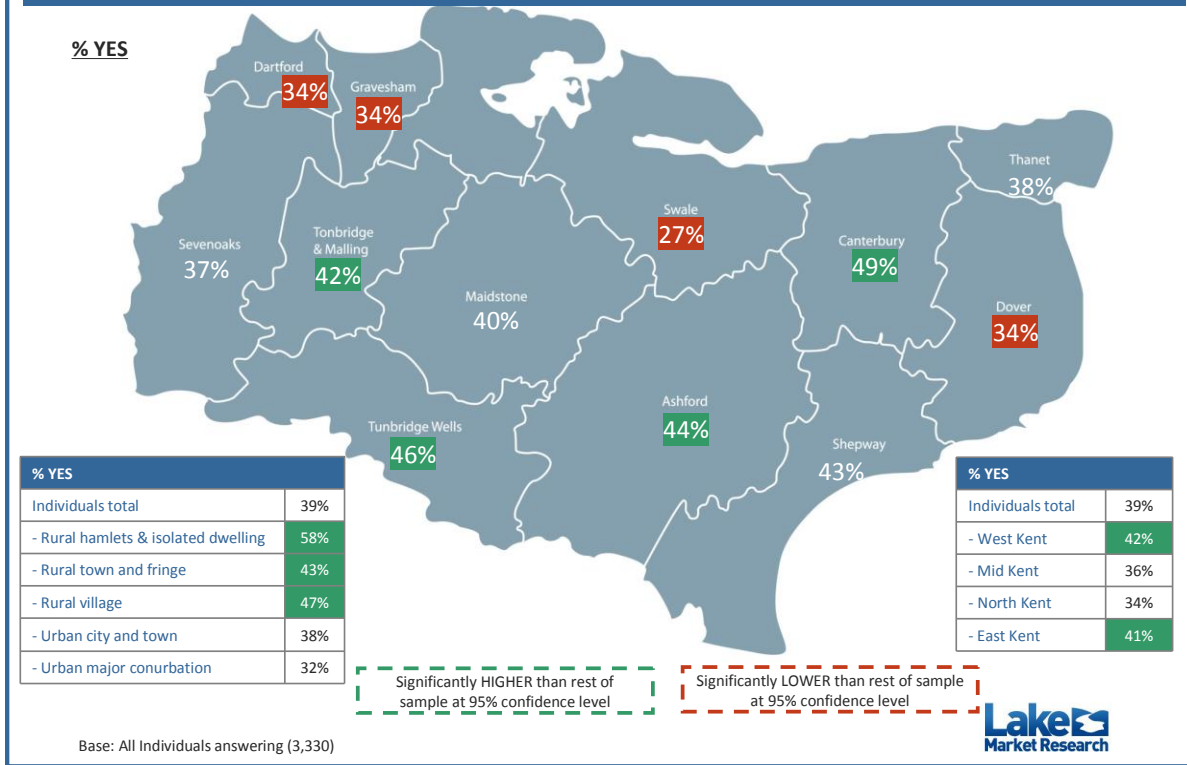 % YES
Dartford
34%
Gravesham
34%
Thanet
38%
Swale
27%
Canterbury
49%
Sevenoaks
37%
Tonbridge
& Malling
42%
Maidstone
40%
Dover
34%
Ashford
44%
Tunbridge Wells
46%
Shepway
43%
% YES
Individuals total 39%
- Rural hamlets & isolated dwelling 58%
- Rural town and fringe 43%
- Rural village 47%
- Urban city and town 38%
- Urban major conurbation 32%
% YES
Individuals total 39%
- West Kent 42%
- Mid Kent 36%
- North Kent 34%
- East Kent 41%
Significantly HIGHER than rest of
sample at 95% confidence level
Significantly LOWER than rest of sample
at 95% confidence level
Lake
Market Research
Base: All Individuals answering (3,330)